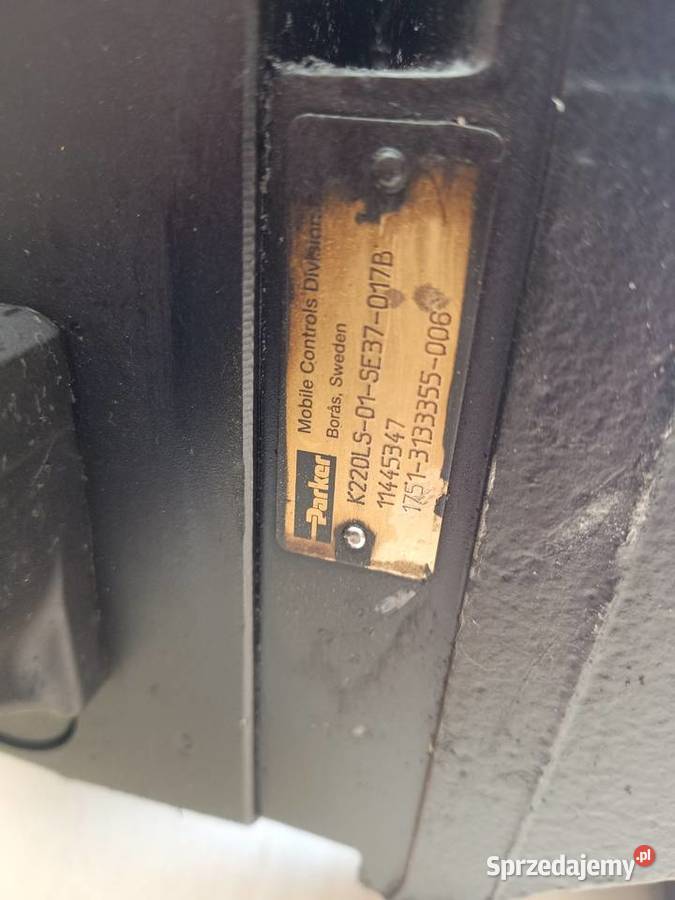 Parker
Mobile Controls Division
Borås, Sweden
K220LS-01-SE37-017B
11445347
1751-3133355-006
Sprzedajemy.pl